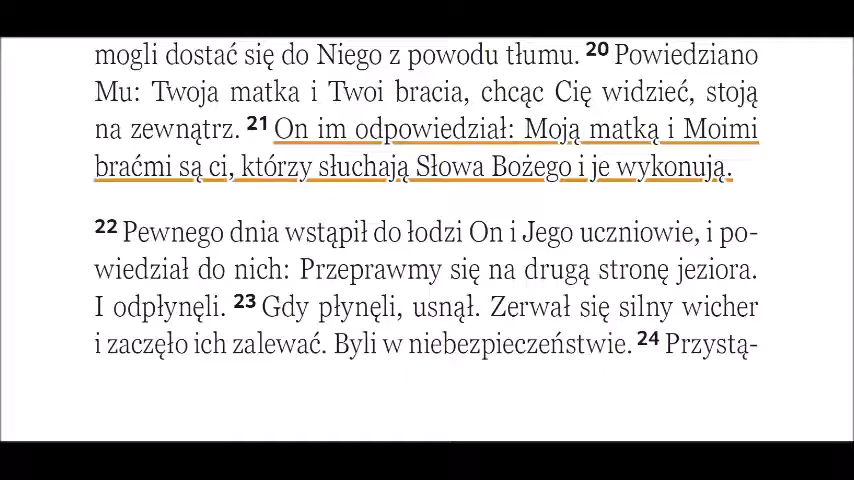 mogli dostać się do Niego z powodu tłumu. 20 Powiedziano
Mu: Twoja matka i Twoi bracia, chcąc Cię widzieć, stoją
na zewnątrz. 21 On im odpowiedział: Moją matką i Moimi
braćmi są ci, którzy słuchają Słowa Bożego i je wykonują.
22 Pewnego dnia wstąpił do łodzi On i Jego uczniowie, i po-
wiedział do nich: Przeprawmy się na drugą stronę jeziora.
I odpłynęli. 23 Gdy płynęli, usnął. Zerwał się silny wicher
i zaczęło ich zalewać. Byli w niebezpieczeństwie. 24 Przystą-